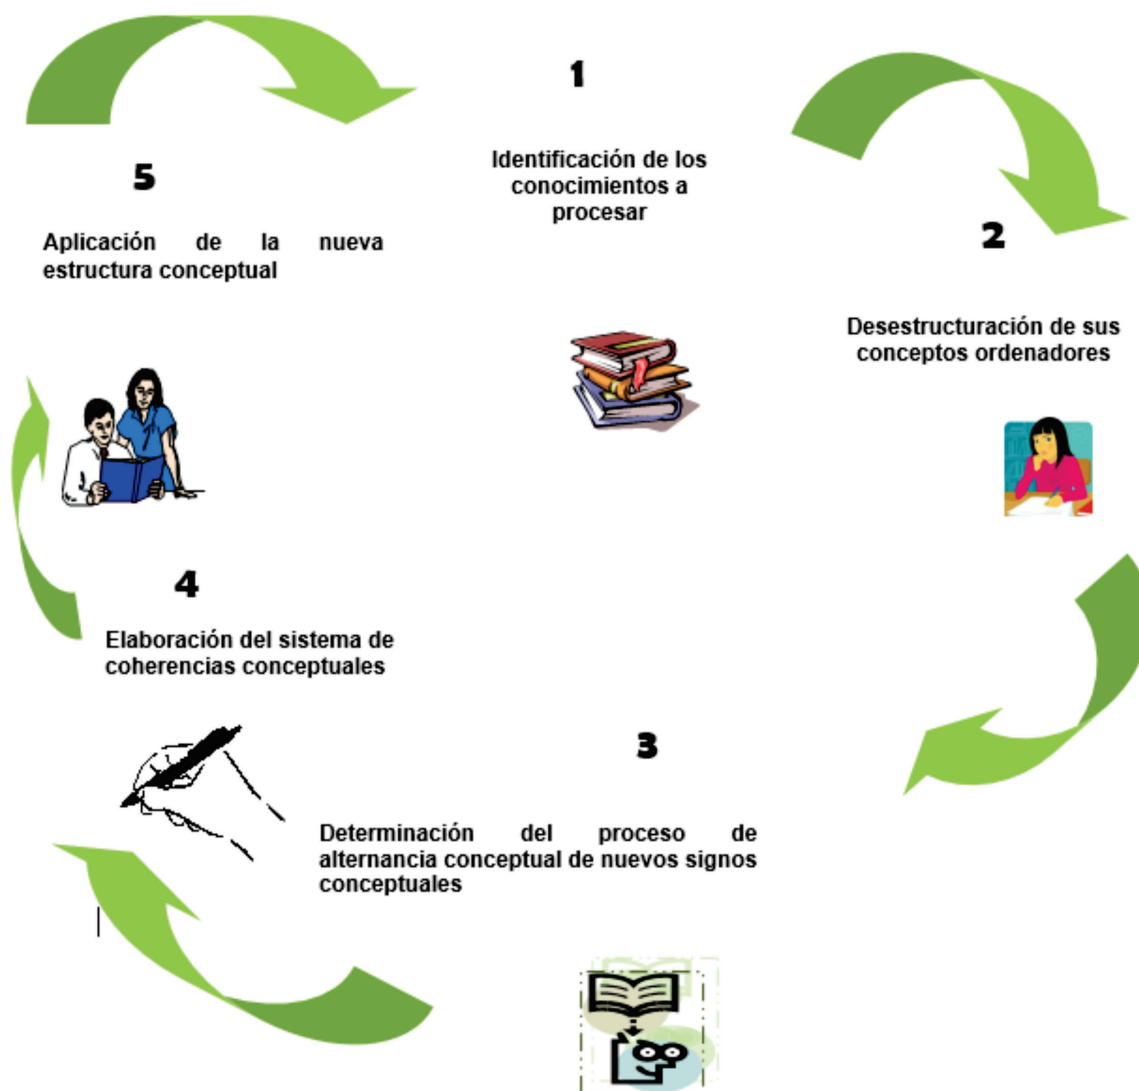 1
Identificación de los
conocimientos a
procesar
2
Desestructuración de sus
conceptos ordenadores
3
Determinación del proceso de
alternancia conceptual de nuevos signos
conceptuales
4
Elaboración del sistema de
coherencias conceptuales
5
Aplicación de la nueva
estructura conceptual